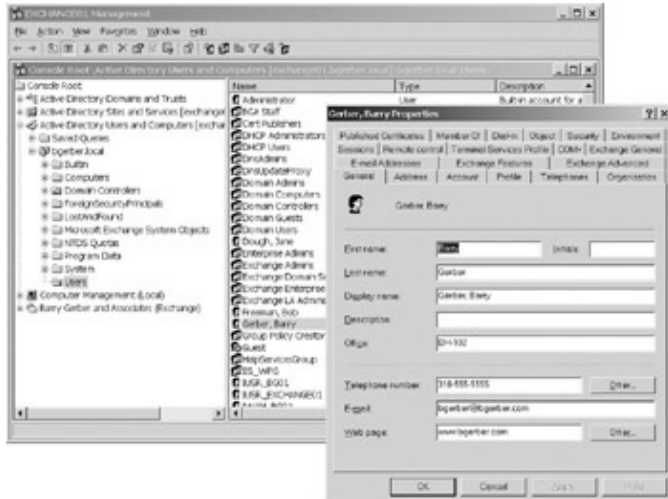 EXCHANGE01 Management
File Action View Favorites Window Help
Console Root\Active Directory Users and Computers [exchange01.bgerber.local]\bgerber.local\Users
Console Root
Active Directory Domains and Trusts
Active Directory Sites and Services [exchange
Active Directory Users and Computers [exchar
Saved Queries
bgerber.local
Builtin
Computers
Domain Controllers
ForeignSecurityPrincipals
LostAndFound
Microsoft Exchange System Objects
NTDS Quotas
Program Data
System
Users
Computer Management (Local)
Barry Gerber and Associates (Exchange)
Name Type Description
Administrator User Built-in account for a
BGA Staff
Cert Publishers
DHCP Administrators
DHCP Users
DnsAdmins
DnsUpdateProxy
Domain Admins
Domain Computers
Domain Controllers
Domain Guests
Domain Users
Dough, Jane
Enterprise Admins
Exchange Admins
Exchange Domain Se
Exchange Enterprise
Exchange LA Admins
Freeman, Bob
Gerber, Barry
Group Policy Creator
Guest
HelpServicesGroup
IIS_WPG
IUSR_BG01
IUSR_EXCHANGE01
Gerber, Barry Properties
Published Certificates Member Of Dial-in Object Security Environment
Sessions Remote control Terminal Services Profile COM+ Exchange General
E-mail Addresses Exchange Features Exchange Advanced
General Address Account Profile Telephones Organization
Gerber, Barry
First name: Barry Initials:
Last name: Gerber
Display name: Gerber, Barry
Description:
Office:
Telephone number: 310-555-5555 Other...
E-mail: bgerber@bgerber.com
Web page: www.bgerber.com Other...
OK Cancel Apply Help